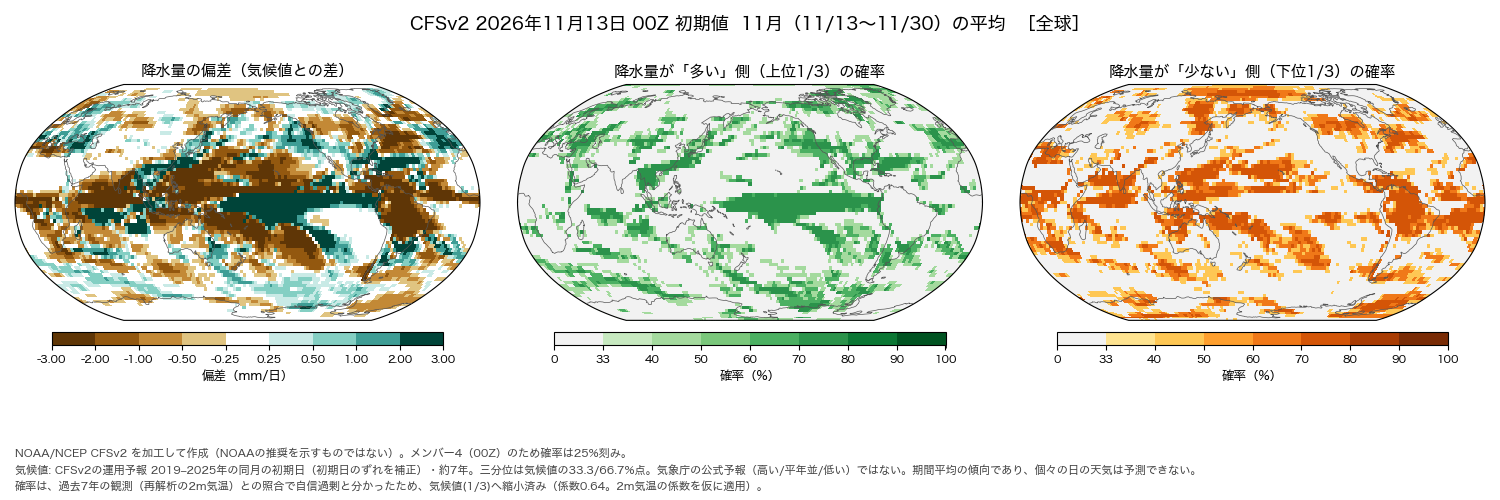 CFSv2 2026年11月13日 00Z 初期値 11月（11/13～11/30）の平均 ［全球］
降水量の偏差（気候値との差）
降水量が「多い」側（上位1/3）の確率
降水量が「少ない」側（下位1/3）の確率
-3.00 -2.00 -1.00 -0.50 -0.25 0.25 0.50 1.00 2.00 3.00
偏差（mm/日）
0 33 40 50 60 70 80 90 100
確率（%）
0 33 40 50 60 70 80 90 100
確率（%）
NOAA/NCEP CFSv2 を加工して作成（NOAAの推奨を示すものではない）。メンバー4（00Z）のため確率は25%刻み。
気候値: CFSv2の運用予報 2019–2025年の同月の初期日（初期日のずれを補正）・約7年。三分位は気候値の33.3/66.7%点。気象庁の公式予報（高い/平年並/低い）ではない。期間平均の傾向であり、個々の日の天気は予測できない。
確率は、過去7年の観測（再解析の2m気温）との照合で自信過剰と分かったため、気候値(1/3)へ縮小済み（係数0.64。2m気温の係数を仮に適用）。